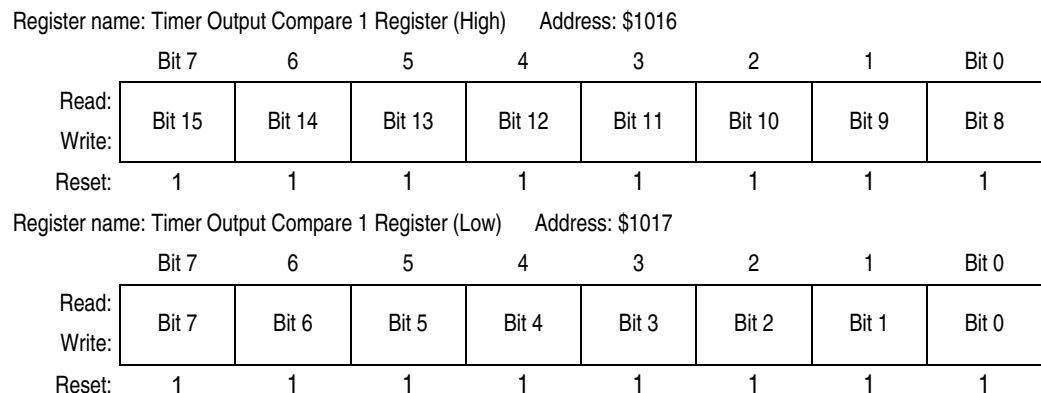 Register name: Timer Output Compare 1 Register (High) Address: $1016
Bit 7 6 5 4 3 2 1 Bit 0
Read:
Bit 15 Bit 14 Bit 13 Bit 12 Bit 11 Bit 10 Bit 9 Bit 8
Write:
Reset: 1 1 1 1 1 1 1 1
Register name: Timer Output Compare 1 Register (Low) Address: $1017
Bit 7 6 5 4 3 2 1 Bit 0
Read:
Bit 7 Bit 6 Bit 5 Bit 4 Bit 3 Bit 2 Bit 1 Bit 0
Write:
Reset: 1 1 1 1 1 1 1 1